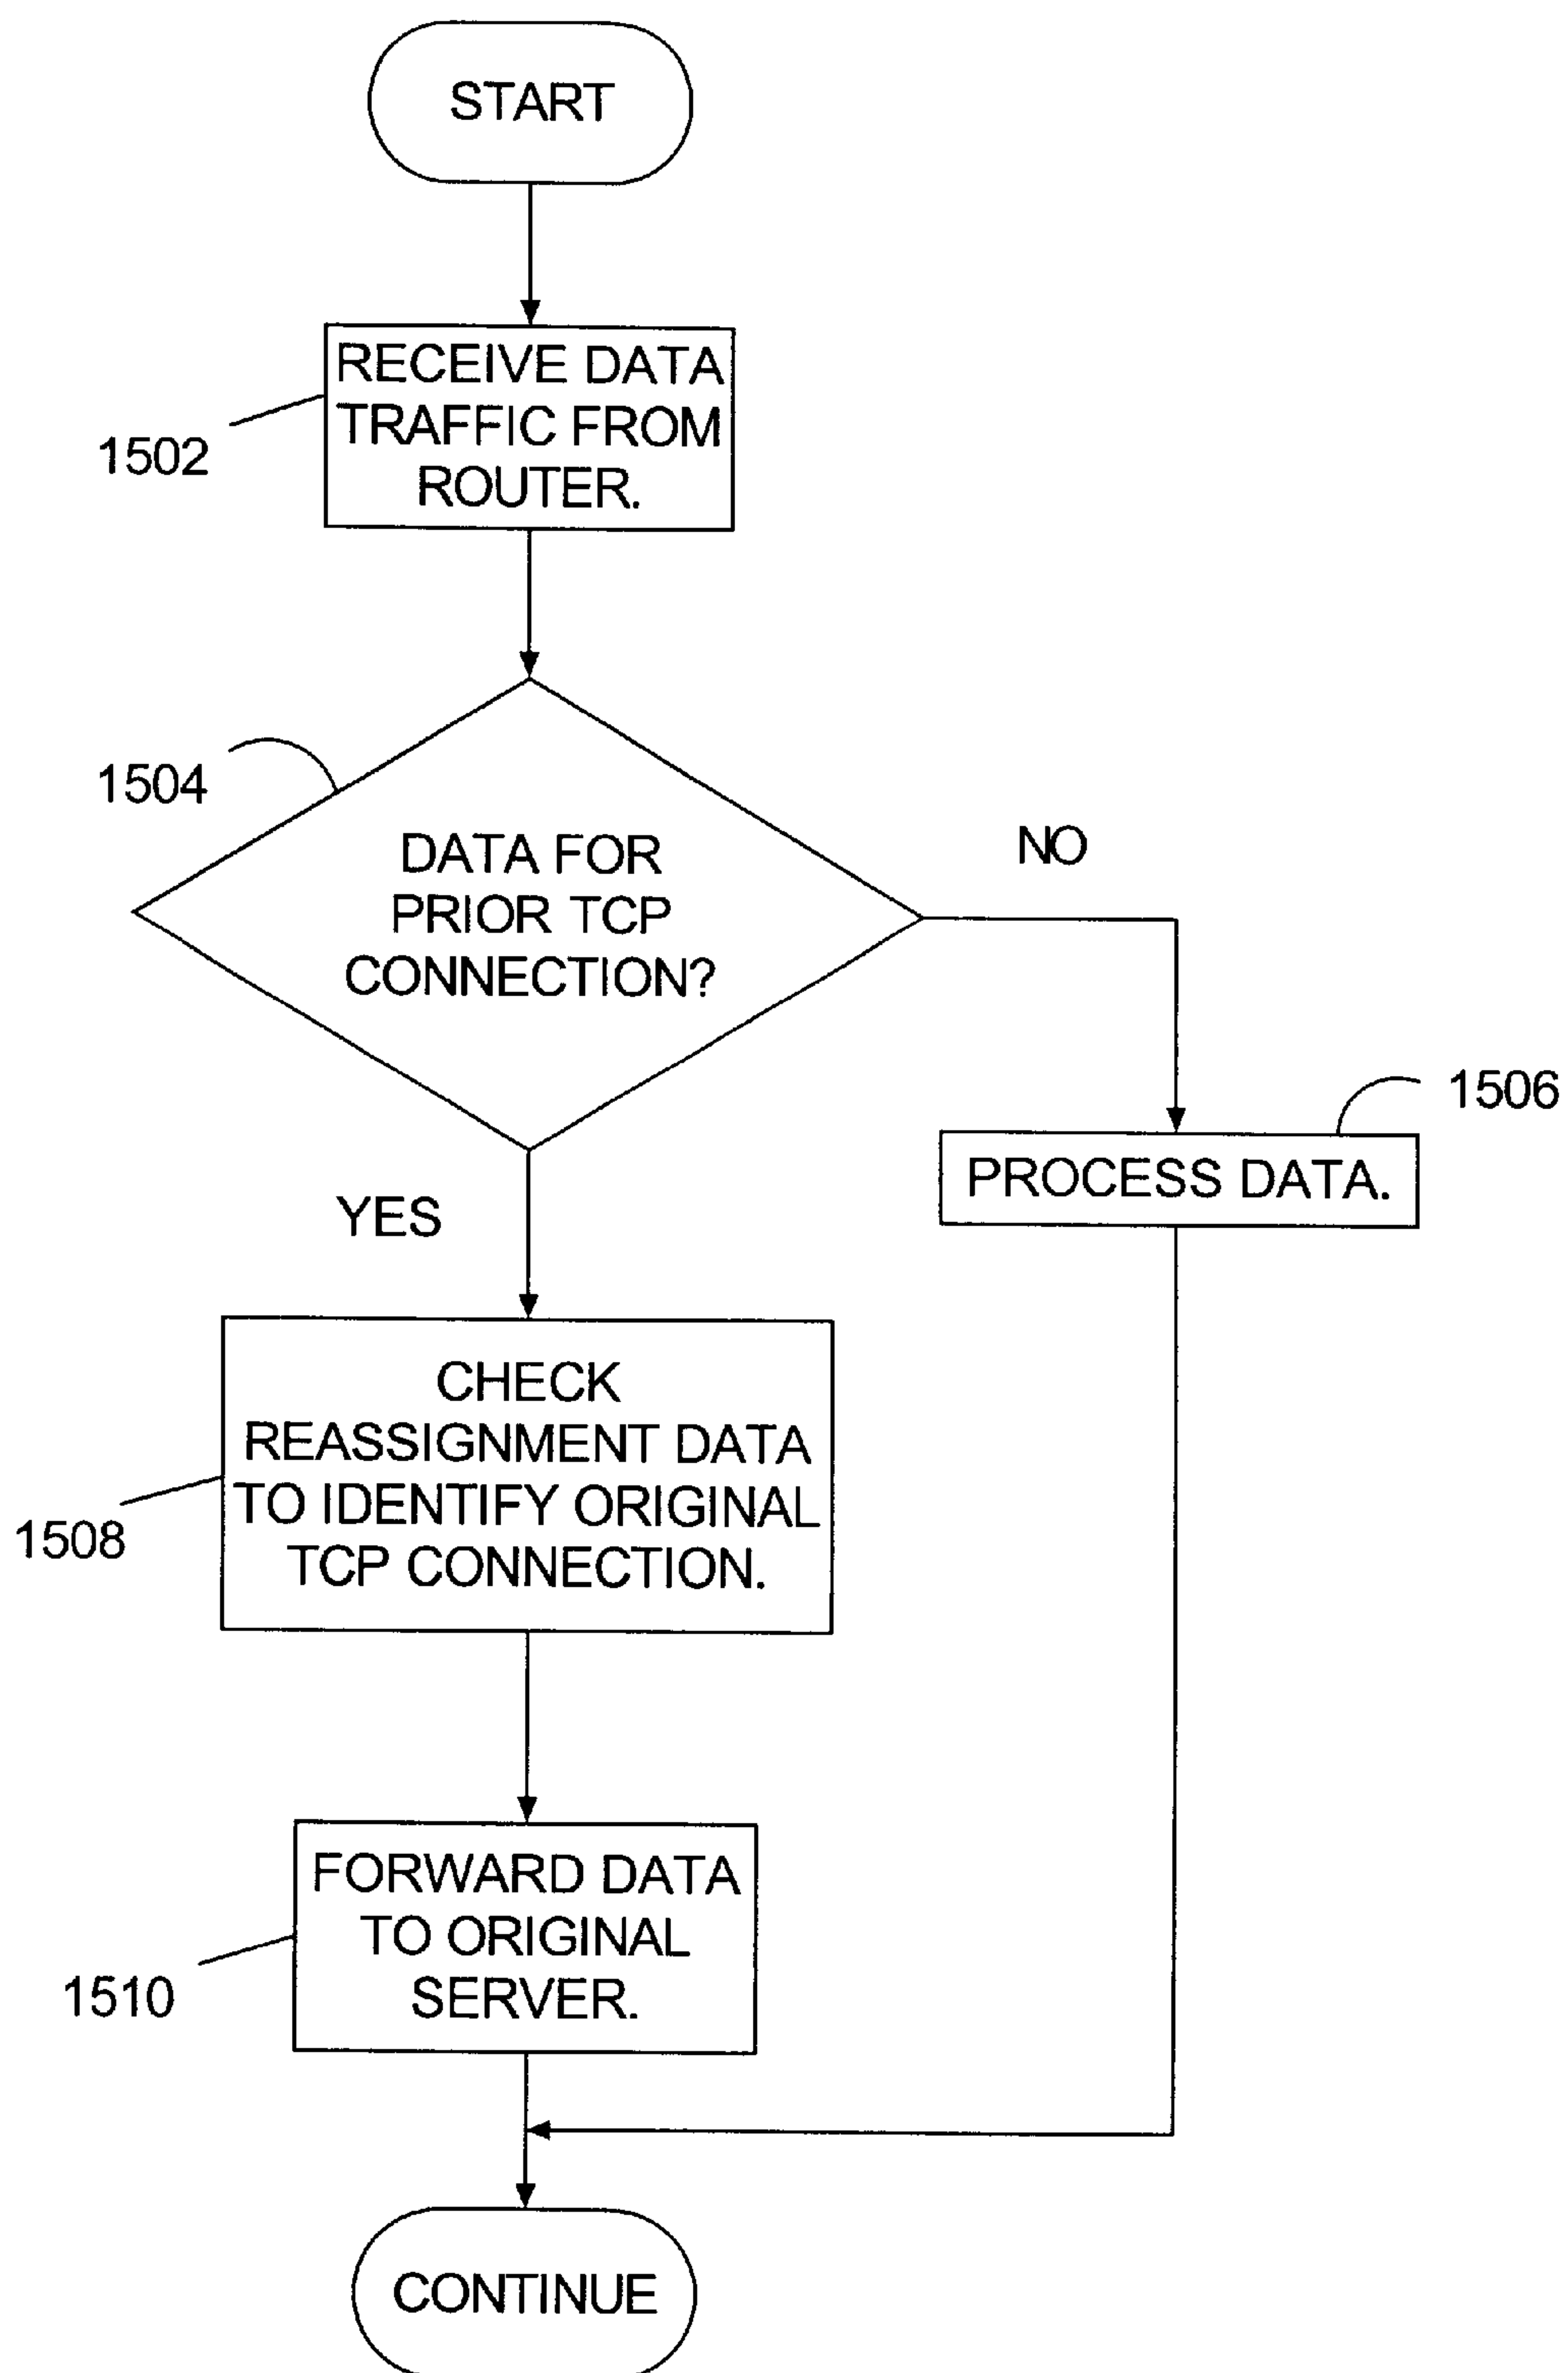 START
RECEIVE DATA
TRAFFIC FROM
ROUTER.
1502
1504
DATA FOR
PRIOR TCP
CONNECTION?
NO
1506
PROCESS DATA.
YES
CHECK
REASSIGNMENT DATA
TO IDENTIFY ORIGINAL
TCP CONNECTION.
1508
FORWARD DATA
TO ORIGINAL
SERVER.
1510
CONTINUE